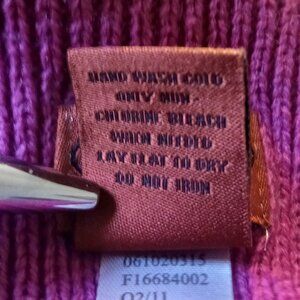 HAND WASH COLD
ONLY NON-
CHLORINE BLEACH
WHEN NEEDED
LAY FLAT TO DRY
DO NOT IRON
061020315
F16684002
Q2/11